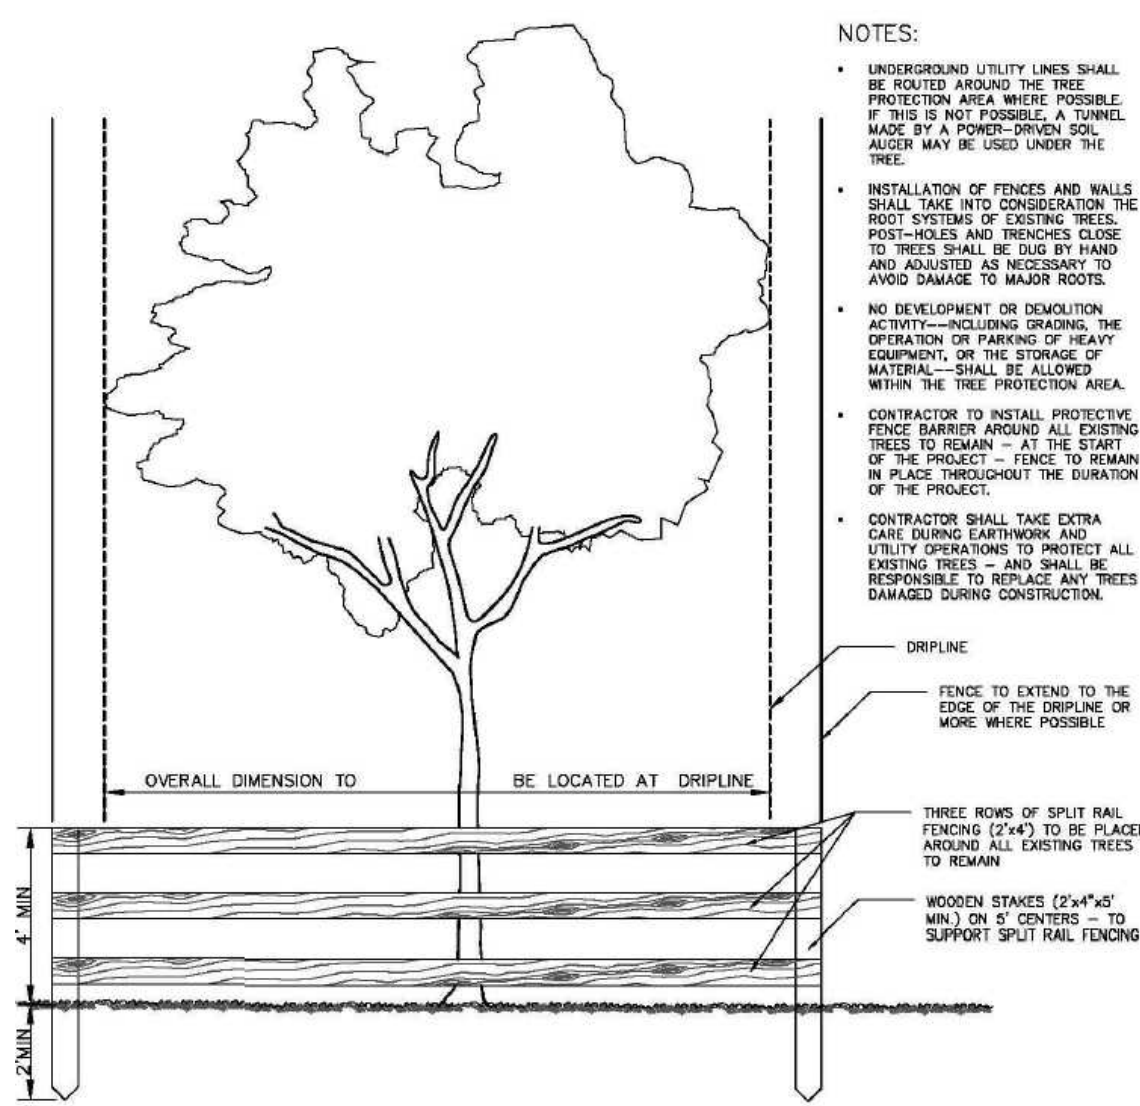 NOTES:
• UNDERGROUND UTILITY LINES SHALL
BE ROUTED AROUND THE TREE
PROTECTION AREA WHERE POSSIBLE.
IF THIS IS NOT POSSIBLE, A TUNNEL
MADE BY A POWER-DRIVEN SOIL
AUGER MAY BE USED UNDER THE
TREE.
• INSTALLATION OF FENCES AND WALLS
SHALL TAKE INTO CONSIDERATION THE
ROOT SYSTEMS OF EXISTING TREES.
POST-HOLES AND TRENCHES CLOSE
TO TREES SHALL BE DUG BY HAND
AND ADJUSTED AS NECESSARY TO
AVOID DAMAGE TO MAJOR ROOTS.
• NO DEVELOPMENT OR DEMOLITION
ACTIVITY--INCLUDING GRADING, THE
OPERATION OR PARKING OF HEAVY
EQUIPMENT, OR THE STORAGE OF
MATERIAL--SHALL BE ALLOWED
WITHIN THE TREE PROTECTION AREA.
• CONTRACTOR TO INSTALL PROTECTIVE
FENCE BARRIER AROUND ALL EXISTING
TREES TO REMAIN - AT THE START
OF THE PROJECT - FENCE TO REMAIN
IN PLACE THROUGHOUT THE DURATION
OF THE PROJECT.
• CONTRACTOR SHALL TAKE EXTRA
CARE DURING EARTHWORK AND
UTILITY OPERATIONS TO PROTECT ALL
EXISTING TREES - AND SHALL BE
RESPONSIBLE TO REPLACE ANY TREES
DAMAGED DURING CONSTRUCTION.
DRIPLINE
FENCE TO EXTEND TO THE
EDGE OF THE DRIPLINE OR
MORE WHERE POSSIBLE
OVERALL DIMENSION TO BE LOCATED AT DRIPLINE
THREE ROWS OF SPLIT RAIL
FENCING (2'x4') TO BE PLACED
AROUND ALL EXISTING TREES
TO REMAIN
WOODEN STAKES (2'x4"x5'
MIN.) ON 5' CENTERS - TO
SUPPORT SPLIT RAIL FENCING
4' MIN
2'MIN